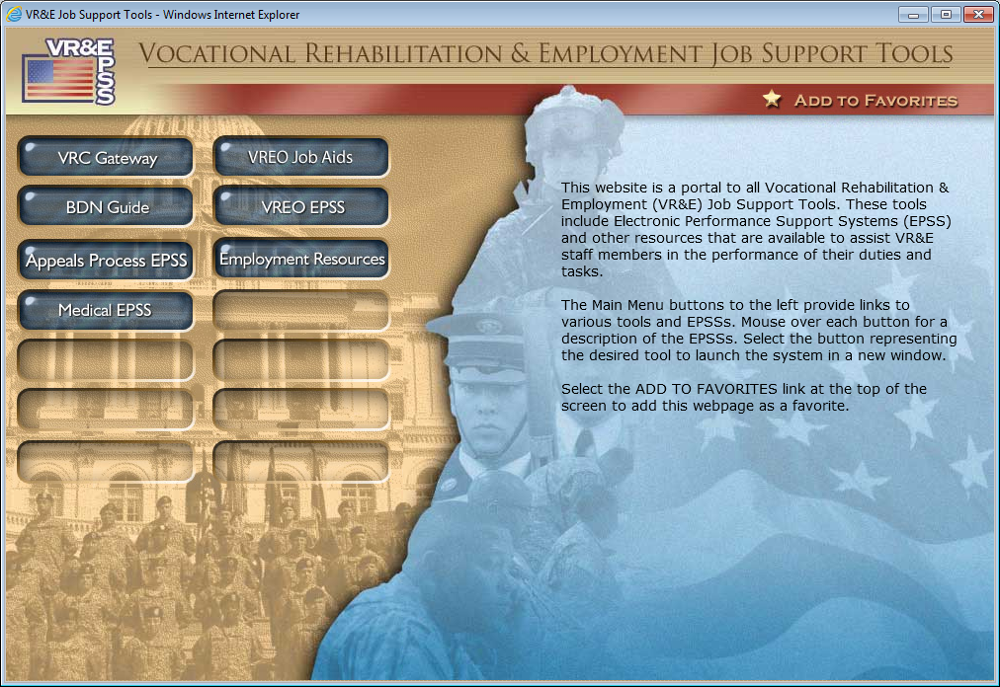 VR&E Job Support Tools - Windows Internet Explorer
VR&E
EPSS
VOCATIONAL REHABILITATION & EMPLOYMENT JOB SUPPORT TOOLS
ADD TO FAVORITES
VRC Gateway
VREO Job Aids
BDN Guide
VREO EPSS
Appeals Process EPSS
Employment Resources
Medical EPSS
This website is a portal to all Vocational Rehabilitation &
Employment (VR&E) Job Support Tools. These tools
include Electronic Performance Support Systems (EPSS)
and other resources that are available to assist VR&E
staff members in the performance of their duties and
tasks.
The Main Menu buttons to the left provide links to
various tools and EPSSs. Mouse over each button for a
description of the EPSSs. Select the button representing
the desired tool to launch the system in a new window.
Select the ADD TO FAVORITES link at the top of the
screen to add this webpage as a favorite.